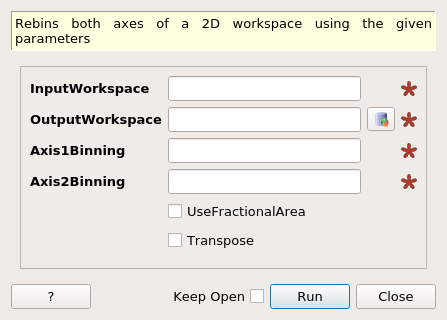 Rebins both axes of a 2D workspace using the given
parameters
InputWorkspace
OutputWorkspace
Axis1Binning
Axis2Binning
UseFractionalArea
Transpose
? Keep Open Run Close